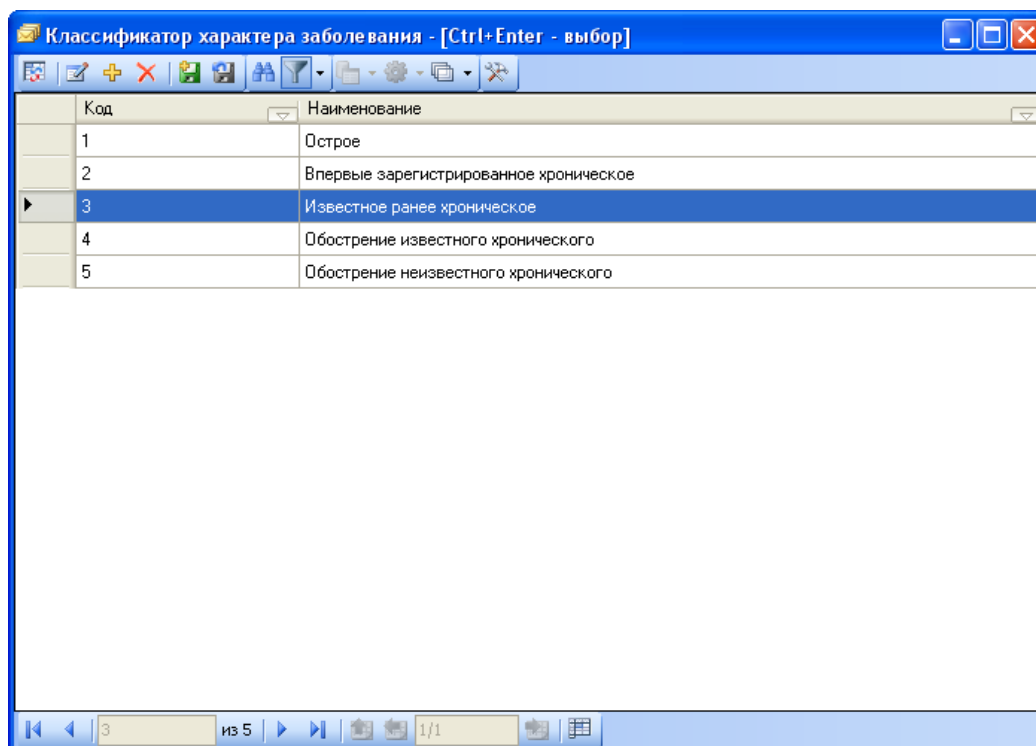 Классификатор характера заболевания - [Ctrl+Enter - выбор]
Код Наименование
1 Острое
2 Впервые зарегистрированное хроническое
3 Известное ранее хроническое
4 Обострение известного хронического
5 Обострение неизвестного хронического
3 из 5 1/1